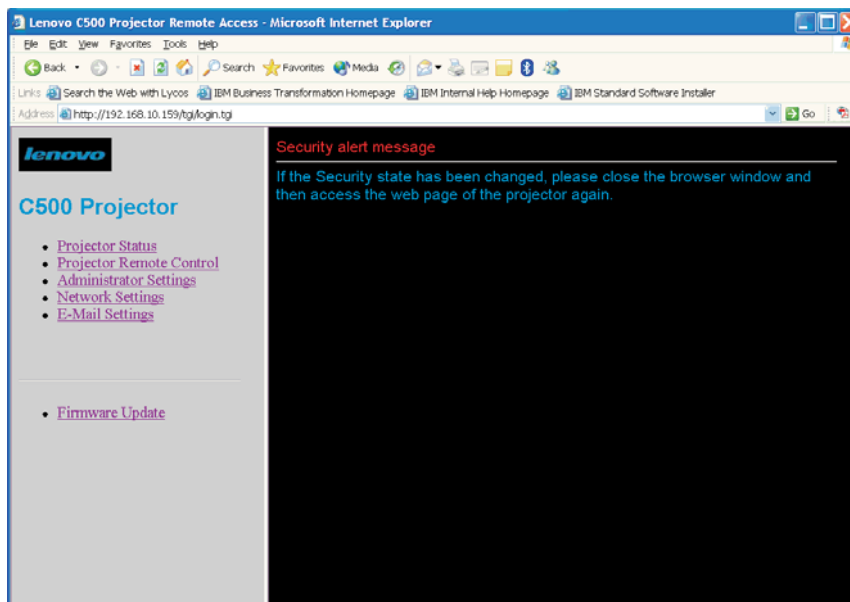 Lenovo C500 Projector Remote Access - Microsoft Internet Explorer
File Edit View Favorites Tools Help
Back Search Favorites Media
Links Search the Web with Lycos IBM Business Transformation Homepage IBM Internal Help Homepage IBM Standard Software Installer
Address http://192.168.10.159/tgi/login.tgi Go
lenovo
C500 Projector
Projector Status
Projector Remote Control
Administrator Settings
Network Settings
E-Mail Settings
Firmware Update
Security alert message
If the Security state has been changed, please close the browser window and
then access the web page of the projector again.